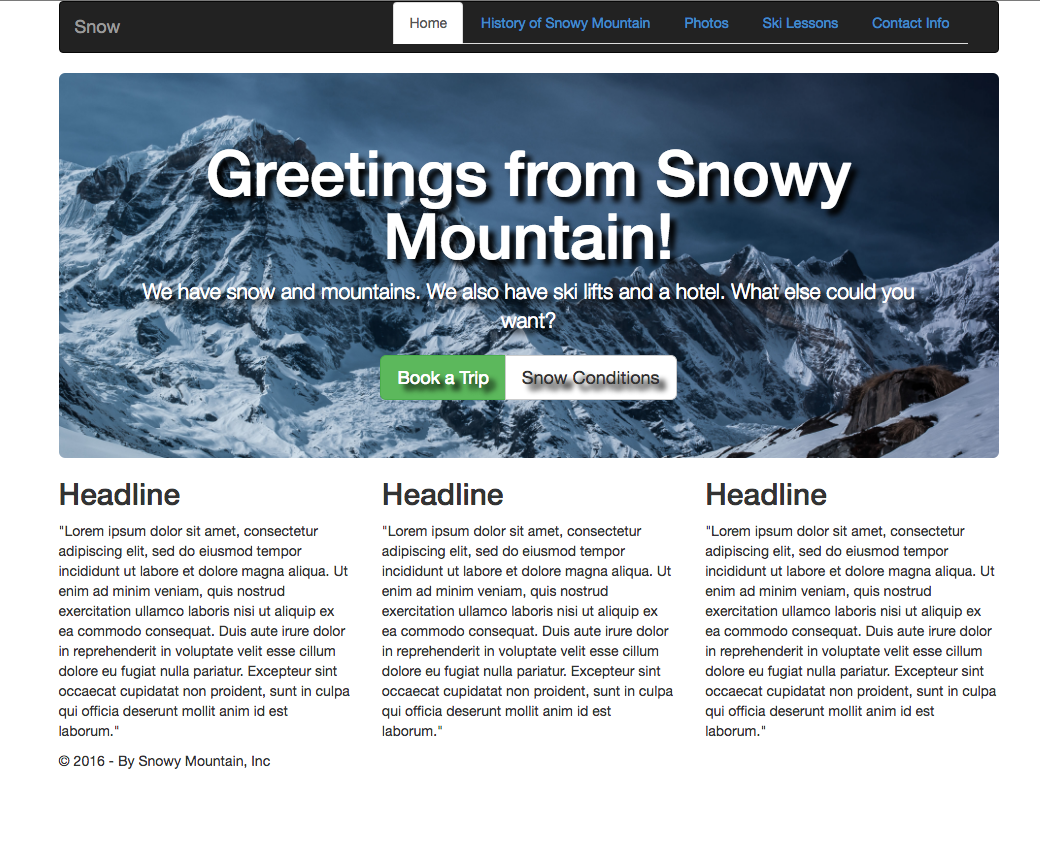 Snow Home History of Snowy Mountain Photos Ski Lessons Contact Info
Greetings from Snowy
Mountain!
We have snow and mountains. We also have ski lifts and a hotel. What else could you
want?
Book a Trip Snow Conditions
Headline
"Lorem ipsum dolor sit amet, consectetur
adipiscing elit, sed do eiusmod tempor
incididunt ut labore et dolore magna aliqua. Ut
enim ad minim veniam, quis nostrud
exercitation ullamco laboris nisi ut aliquip ex
ea commodo consequat. Duis aute irure dolor
in reprehenderit in voluptate velit esse cillum
dolore eu fugiat nulla pariatur. Excepteur sint
occaecat cupidatat non proident, sunt in culpa
qui officia deserunt mollit anim id est
laborum."
Headline
"Lorem ipsum dolor sit amet, consectetur
adipiscing elit, sed do eiusmod tempor
incididunt ut labore et dolore magna aliqua. Ut
enim ad minim veniam, quis nostrud
exercitation ullamco laboris nisi ut aliquip ex
ea commodo consequat. Duis aute irure dolor
in reprehenderit in voluptate velit esse cillum
dolore eu fugiat nulla pariatur. Excepteur sint
occaecat cupidatat non proident, sunt in culpa
qui officia deserunt mollit anim id est
laborum."
Headline
"Lorem ipsum dolor sit amet, consectetur
adipiscing elit, sed do eiusmod tempor
incididunt ut labore et dolore magna aliqua. Ut
enim ad minim veniam, quis nostrud
exercitation ullamco laboris nisi ut aliquip ex
ea commodo consequat. Duis aute irure dolor
in reprehenderit in voluptate velit esse cillum
dolore eu fugiat nulla pariatur. Excepteur sint
occaecat cupidatat non proident, sunt in culpa
qui officia deserunt mollit anim id est
laborum."
© 2016 - By Snowy Mountain, Inc